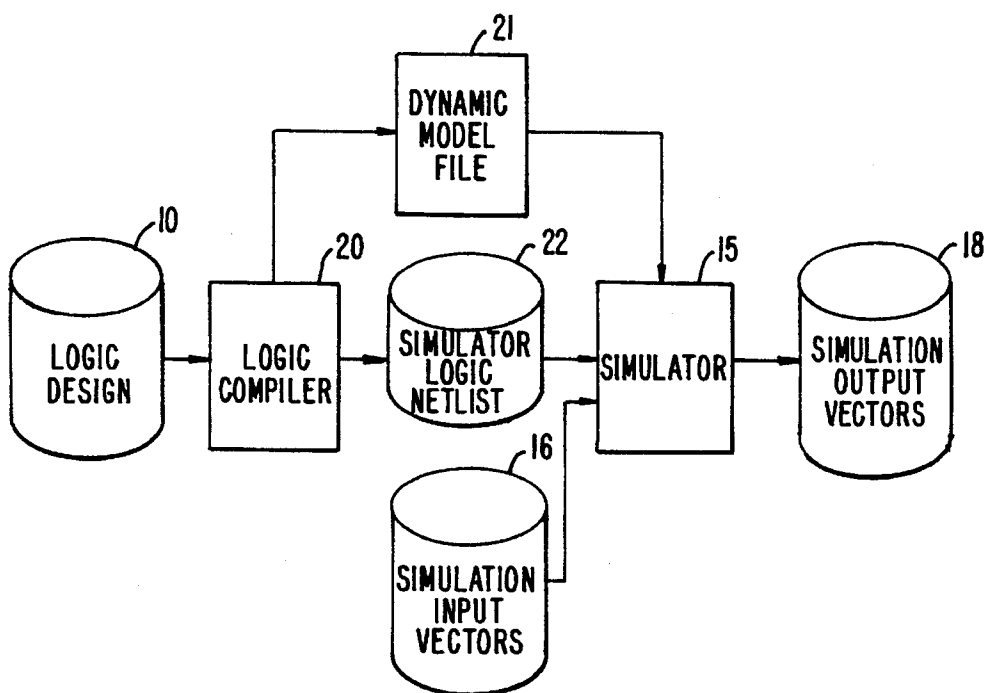 21
DYNAMIC
MODEL
FILE
10
LOGIC
DESIGN
20
LOGIC
COMPILER
22
SIMULATOR
LOGIC
NETLIST
15
SIMULATOR
18
SIMULATION
OUTPUT
VECTORS
16
SIMULATION
INPUT
VECTORS